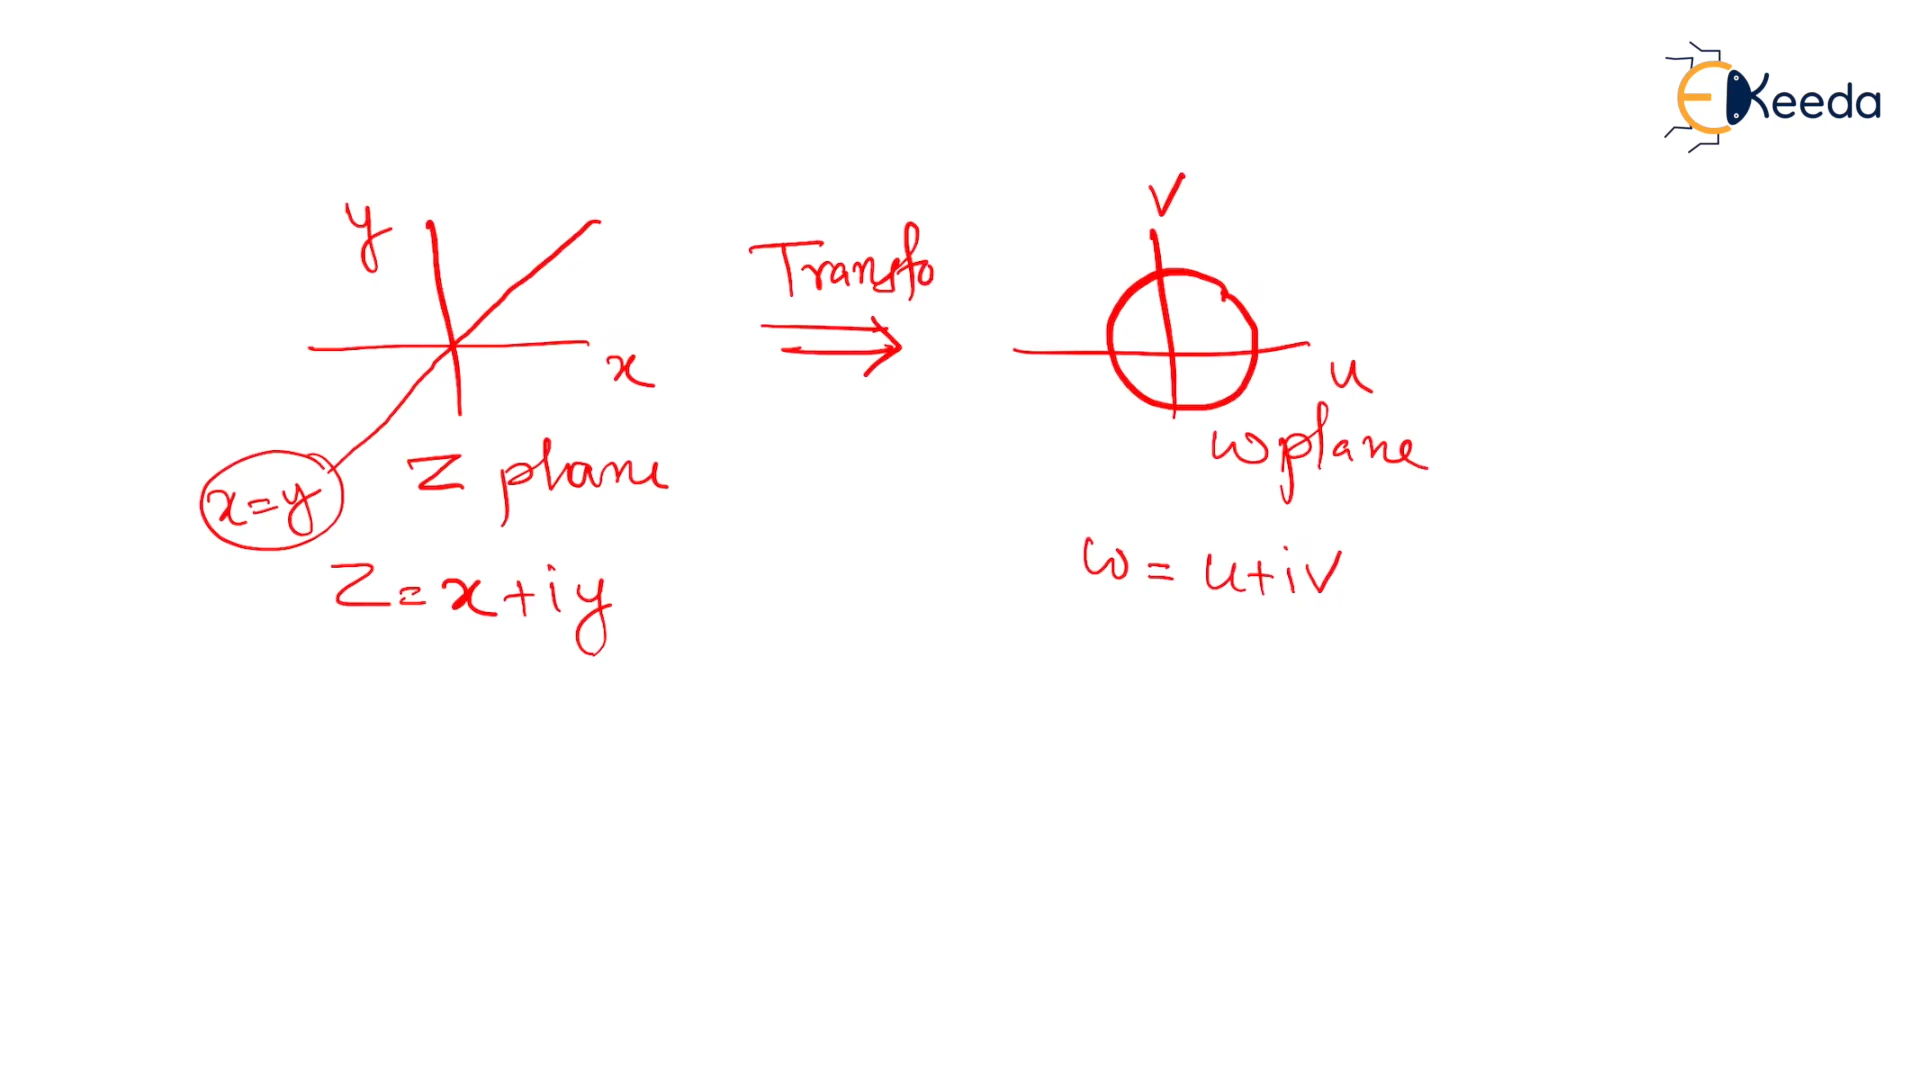 EKeeda
y
x
x=y
Z plane
Z=x+iy
Transfo
V
u
w plane
w=u+iv